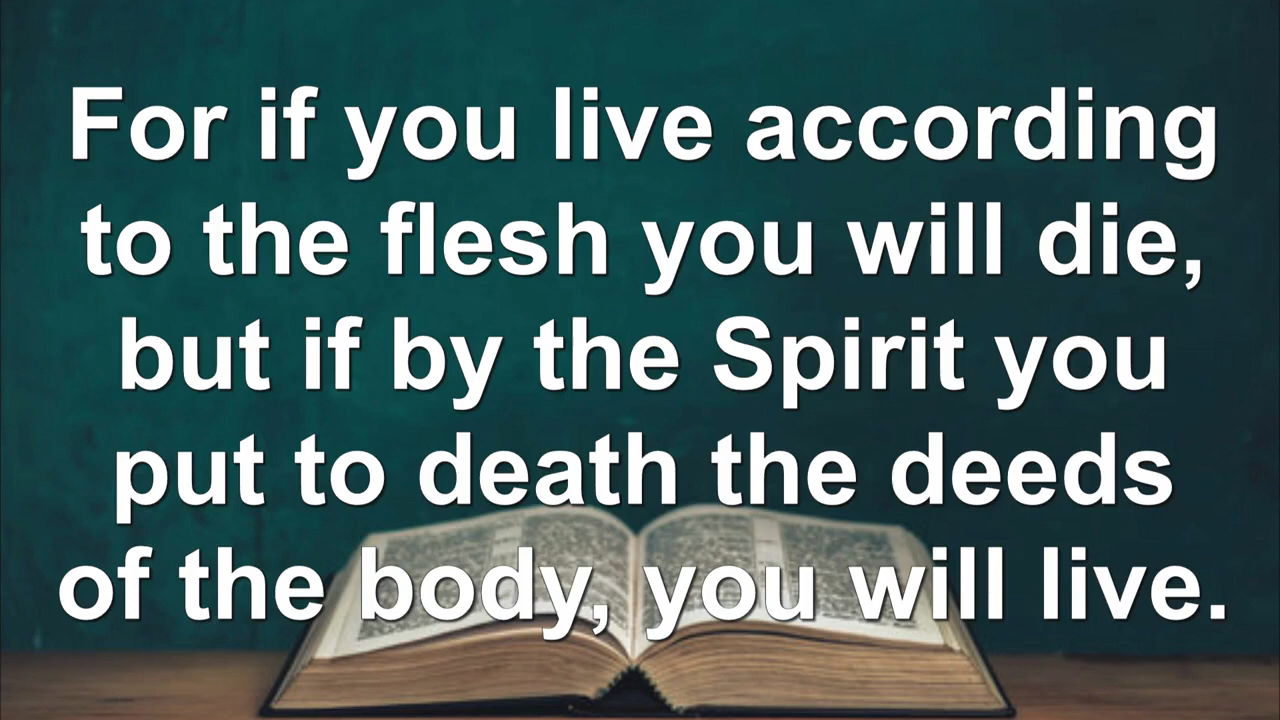 For if you live according
to the flesh you will die,
but if by the Spirit you
put to death the deeds
of the body, you will live.